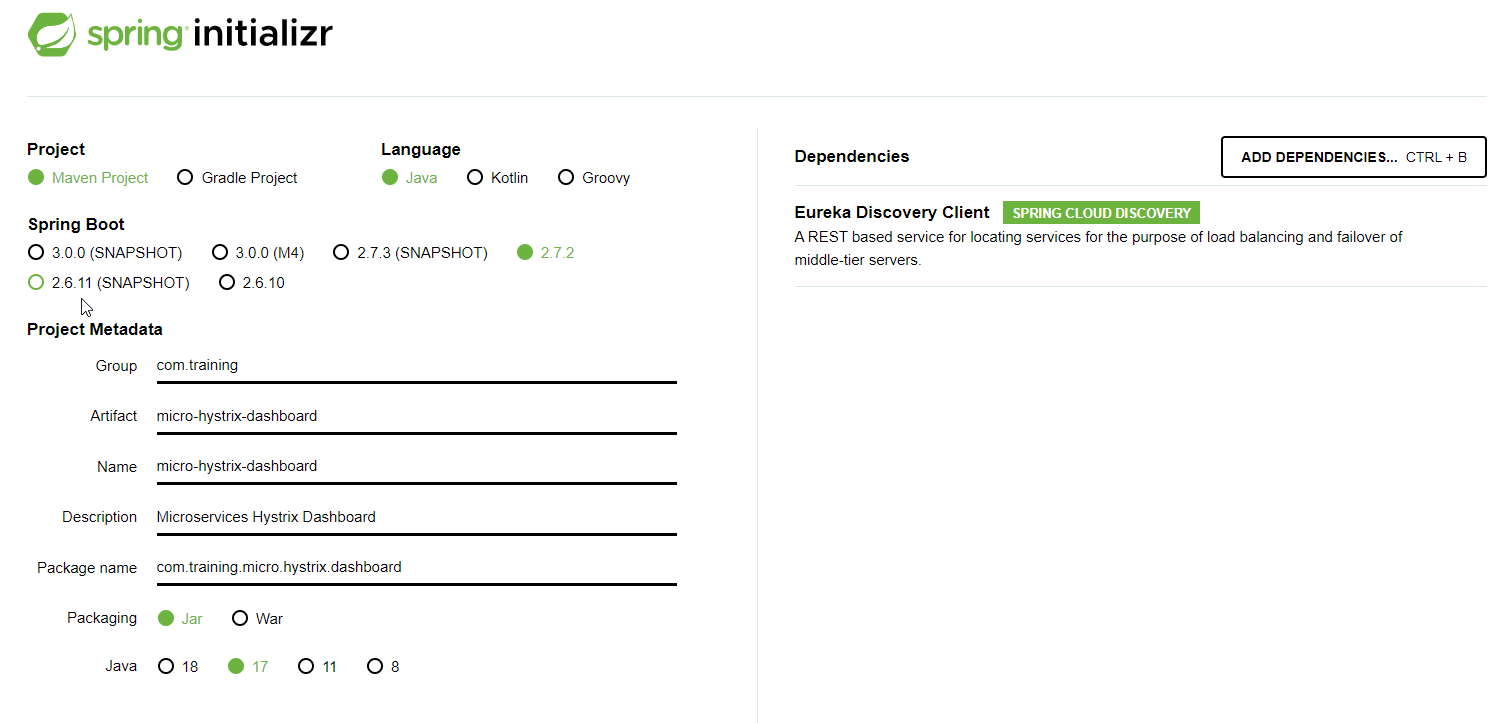 spring initializr
Project
Maven Project Gradle Project
Language
Java Kotlin Groovy
Spring Boot
3.0.0 (SNAPSHOT) 3.0.0 (M4) 2.7.3 (SNAPSHOT) 2.7.2
2.6.11 (SNAPSHOT) 2.6.10
Project Metadata
Group com.training
Artifact micro-hystrix-dashboard
Name micro-hystrix-dashboard
Description Microservices Hystrix Dashboard
Package name com.training.micro.hystrix.dashboard
Packaging Jar War
Java 18 17 11 8
Dependencies ADD DEPENDENCIES... CTRL + B
Eureka Discovery Client SPRING CLOUD DISCOVERY
A REST based service for locating services for the purpose of load balancing and failover of
middle-tier servers.